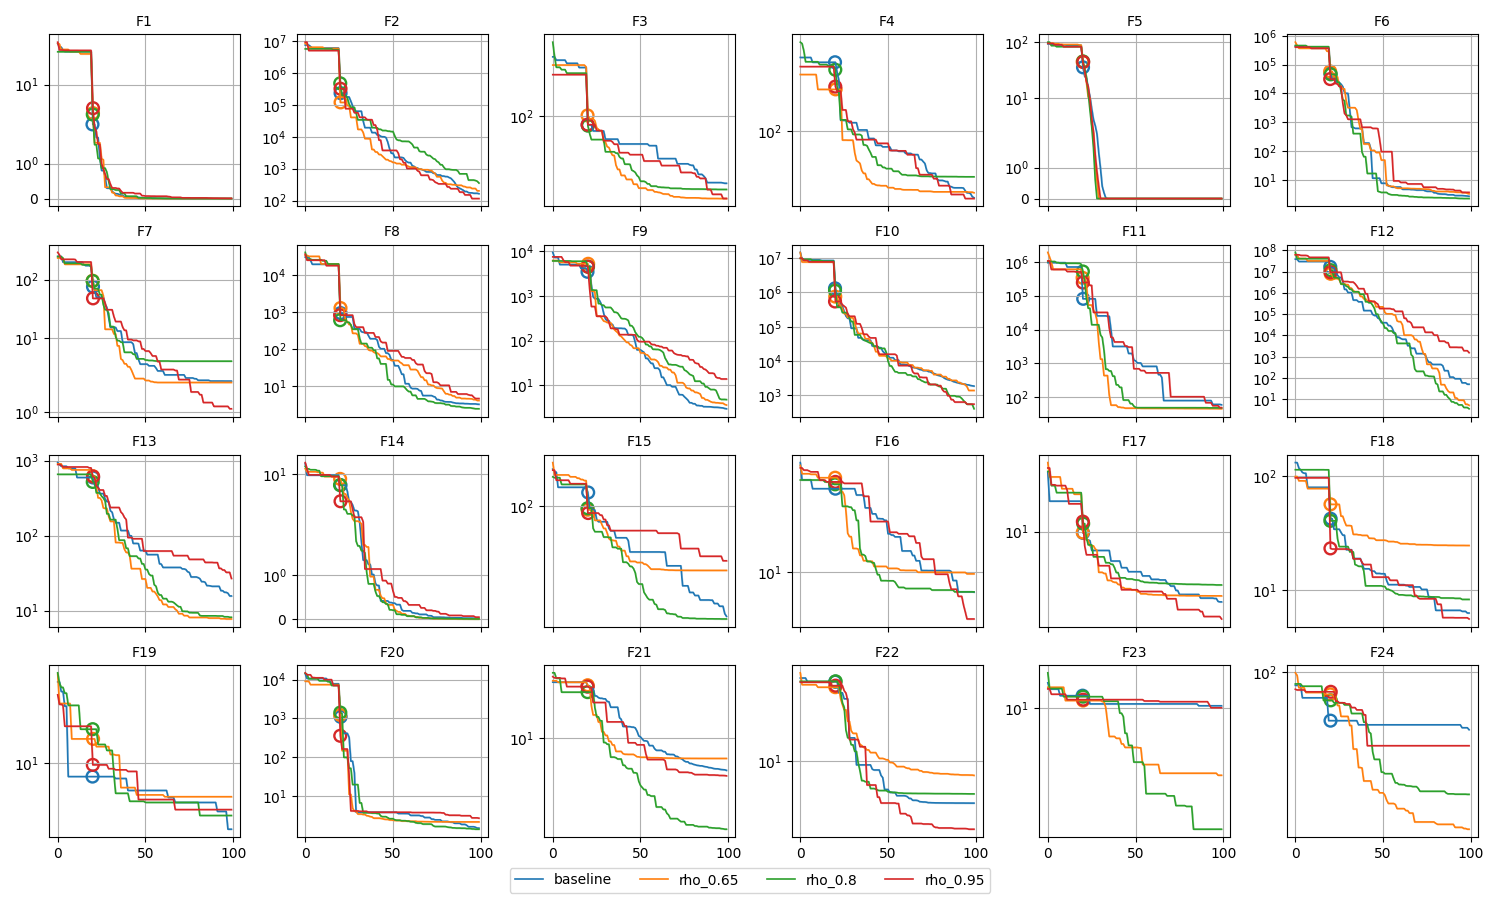 F1 F2 F3 F4 F5 F6
10¹ 10⁰ 0
10⁷ 10⁶ 10⁵ 10⁴ 10³ 10²
10²
10²
10² 10¹ 10⁰ 0
10⁶ 10⁵ 10⁴ 10³ 10² 10¹
F7 F8 F9 F10 F11 F12
10² 10¹ 10⁰
10⁴ 10³ 10² 10¹
10⁴ 10³ 10² 10¹
10⁷ 10⁶ 10⁵ 10⁴ 10³
10⁶ 10⁵ 10⁴ 10³ 10²
10⁸ 10⁷ 10⁶ 10⁵ 10⁴ 10³ 10² 10¹
F13 F14 F15 F16 F17 F18
10³ 10² 10¹
10¹ 10⁰ 0
10²
10¹
10¹
10² 10¹
F19 F20 F21 F22 F23 F24
10¹
10⁴ 10³ 10² 10¹
10¹
10¹
10¹
10²
0 50 100 0 50 100 0 50 100 0 50 100 0 50 100 0 50 100
baseline rho_0.65 rho_0.8 rho_0.95